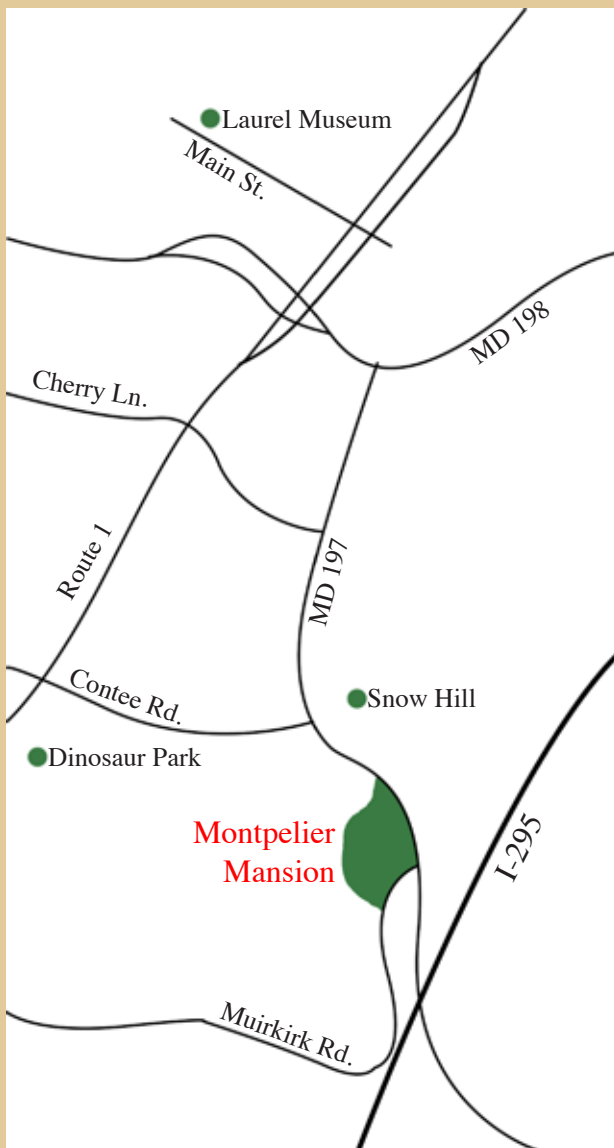 Laurel Museum
Main St.
MD 198
Cherry Ln.
Route 1
MD 197
Contee Rd.
Snow Hill
Dinosaur Park
Montpelier
Mansion
I-295
Muirkirk Rd.